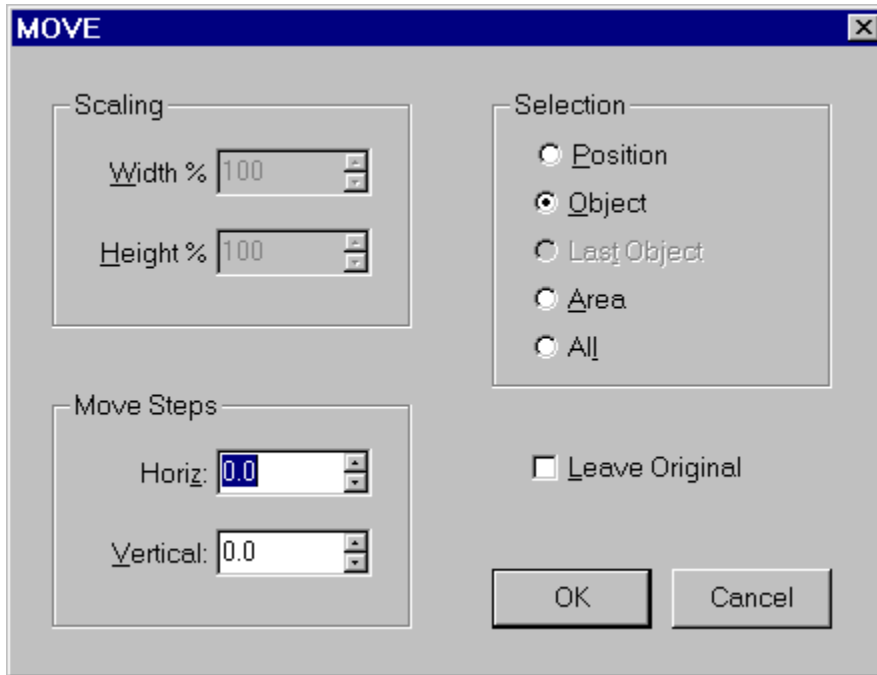 MOVE
Scaling
Width % 100
Height % 100
Selection
Position
Object
Last Object
Area
All
Move Steps
Horiz: 0.0
Vertical: 0.0
Leave Original
OK Cancel